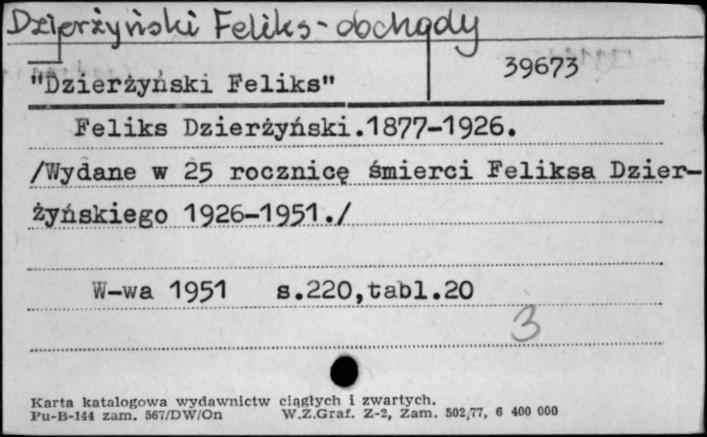 Dzierżyński Feliks - obchody
"Dzierżyński Feliks"
39673
Feliks Dzierżyński.1877-1926.
/Wydane w 25 rocznicę śmierci Feliksa Dzier-
żyńskiego 1926-1951./
W-wa 1951 s.220,tabl.20
3
Karta katalogowa wydawnictw ciągłych i zwartych.
Pu-B-144 zam. 567/DW/On W.Z.Graf. Z-2, Zam. 502/77, 6 400 000